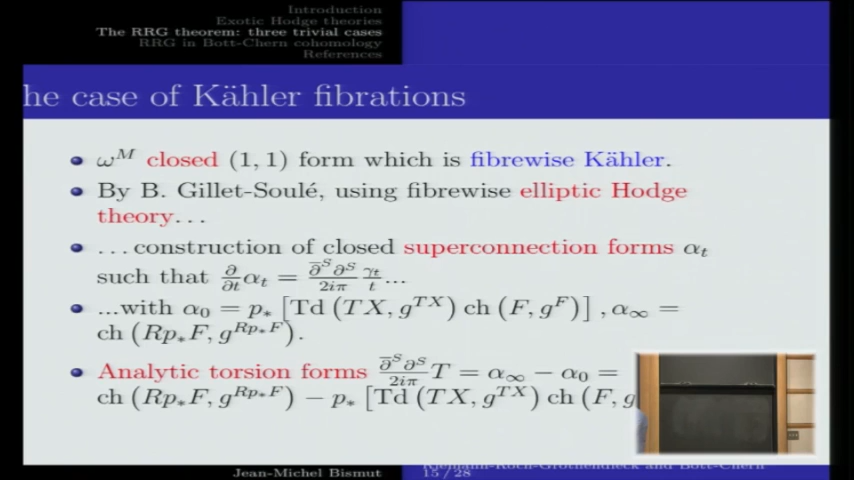 Introduction
Exotic Hodge theories
The RRG theorem: three trivial cases
RRG in Bott-Chern cohomology
References
he case of Kähler fibrations
ω^M closed (1, 1) form which is fibrewise Kähler.
By B. Gillet-Soulé, using fibrewise elliptic Hodge
theory...
...construction of closed superconnection forms α_t
such that ∂/∂t α_t = ∂̄^S ∂^S/2iπ γ_t/t ...
...with α_0 = p_* [Td (TX, g^{TX}) ch (F, g^F)] , α_∞ =
ch (Rp_*F, g^{Rp_*F}).
Analytic torsion forms ∂̄^S ∂^S/2iπ T = α_∞ − α_0 =
ch (Rp_*F, g^{Rp_*F}) − p_* [Td (TX, g^{TX}) ch (F, g
Jean-Michel Bismut
Riemann-Roch-Grothendieck and Bott-Chern
15 / 28